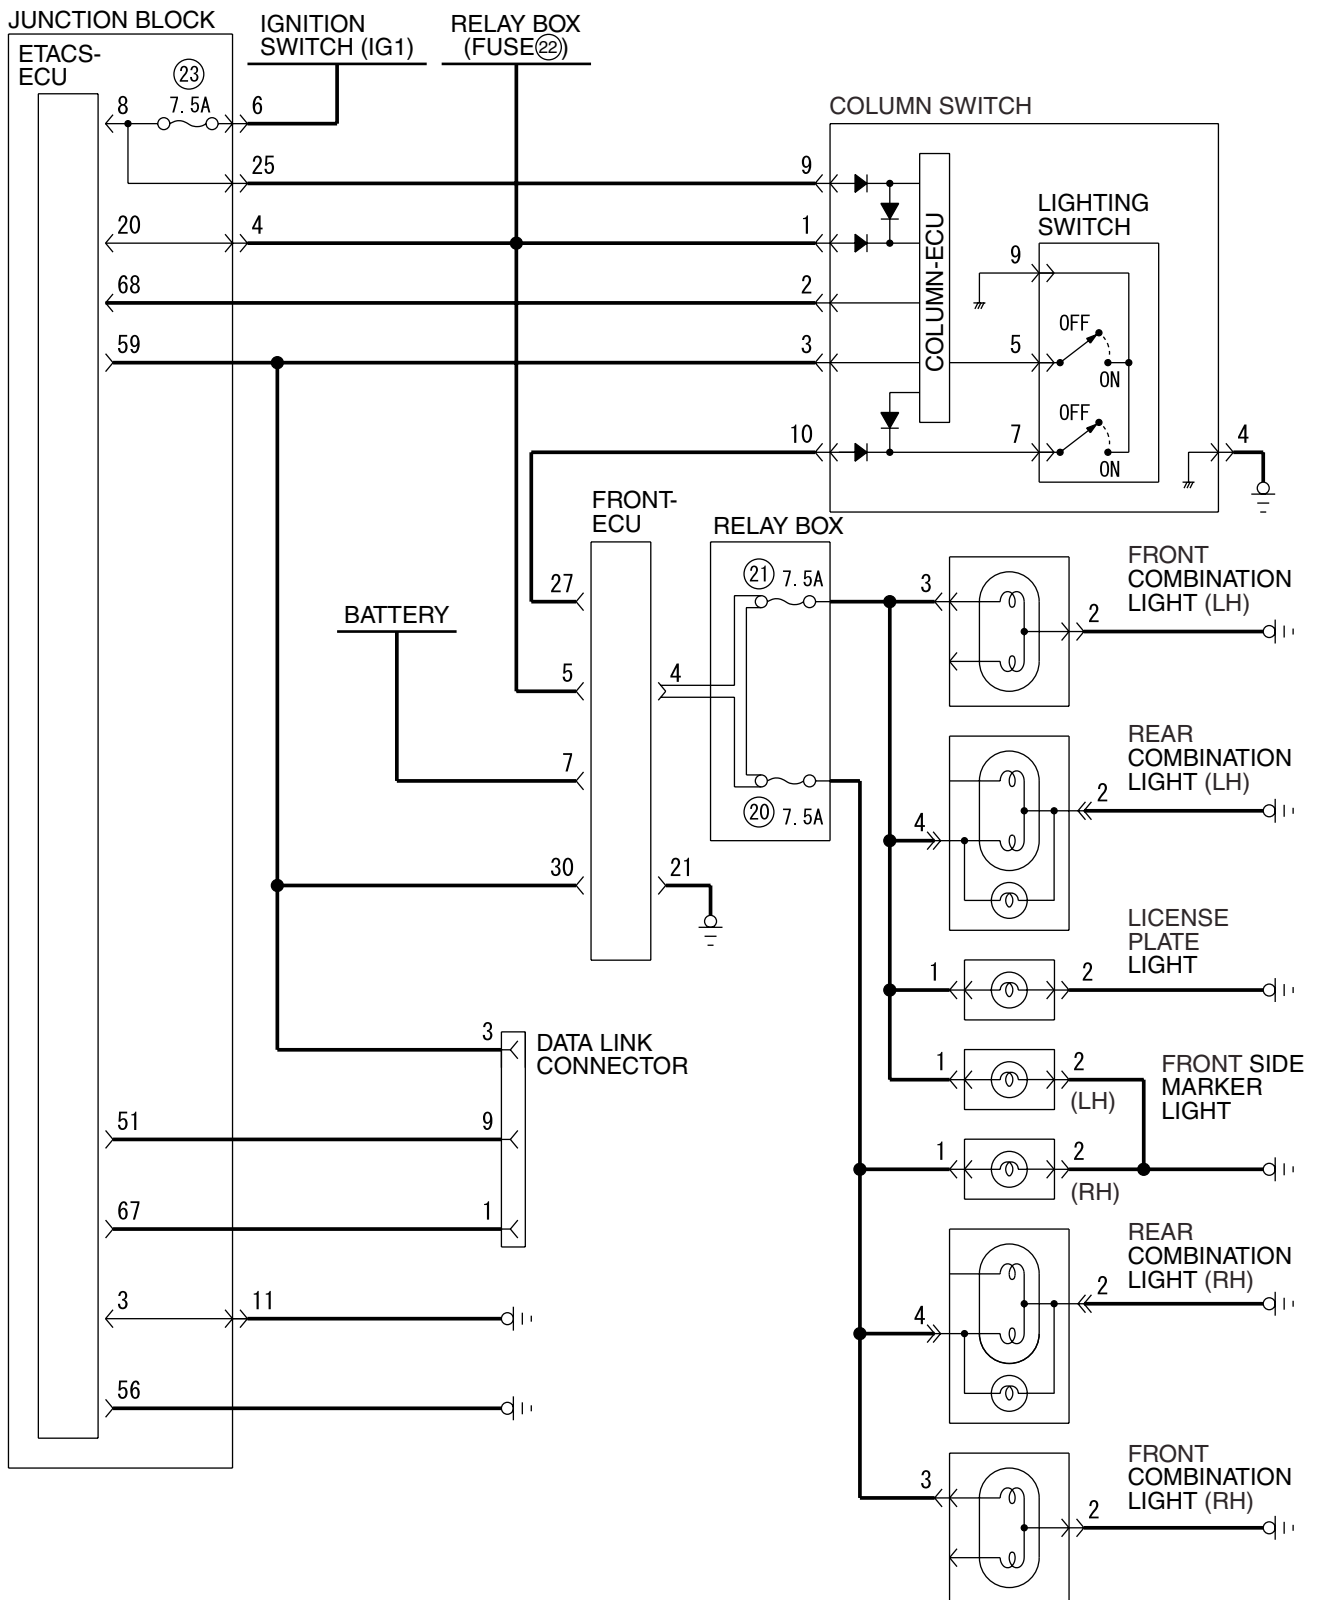 JUNCTION BLOCK
IGNITION
SWITCH (IG1)
RELAY BOX
(FUSE㉒)
ETACS-
ECU
㉓
7.5A
8
6
COLUMN SWITCH
25
9
20
4
1
68
2
59
3
COLUMN-ECU
LIGHTING
SWITCH
9
OFF
5
ON
OFF
10
7
ON
4
FRONT-
ECU
RELAY BOX
27
㉑ 7.5A
3
FRONT
COMBINATION
LIGHT (LH)
2
BATTERY
5
4
7
⑳ 7.5A
REAR
COMBINATION
LIGHT (LH)
2
4
30
21
LICENSE
PLATE
LIGHT
1
2
3
DATA LINK
CONNECTOR
1
2
(LH)
FRONT SIDE
MARKER
LIGHT
51
9
1
2
(RH)
67
1
REAR
COMBINATION
LIGHT (RH)
2
4
3
11
56
FRONT
COMBINATION
LIGHT (RH)
3
2